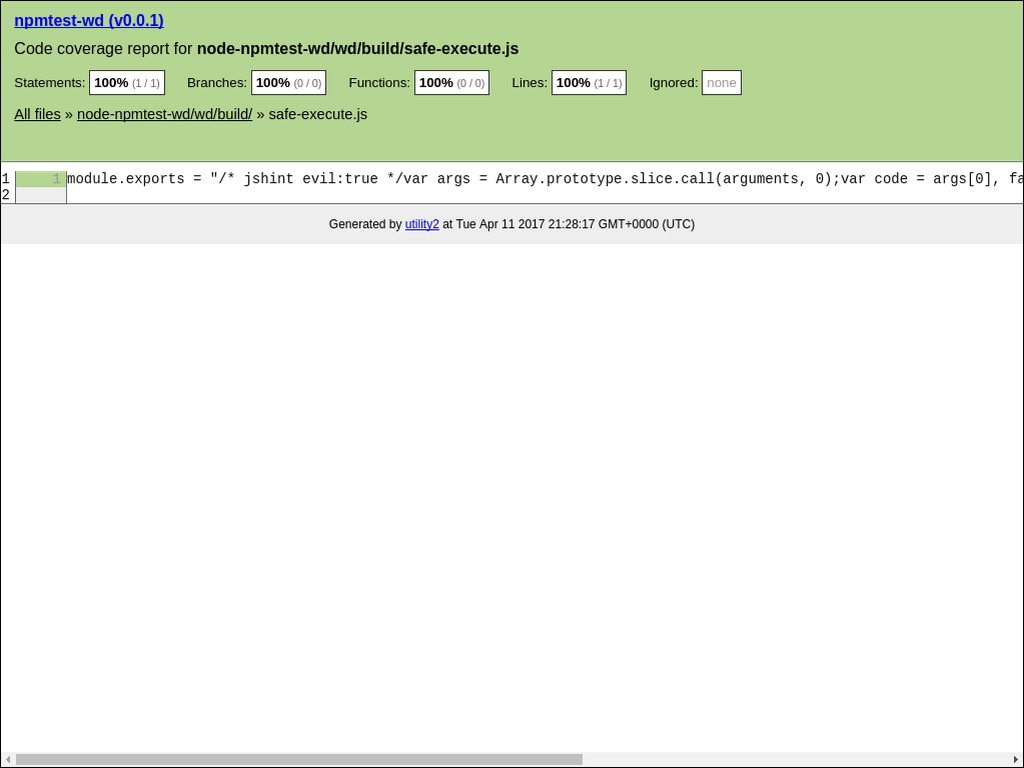 npmtest-wd (v0.0.1)
Code coverage report for node-npmtest-wd/wd/build/safe-execute.js
Statements: 100% (1 / 1) Branches: 100% (0 / 0) Functions: 100% (0 / 0) Lines: 100% (1 / 1) Ignored: none
All files » node-npmtest-wd/wd/build/ » safe-execute.js
1 1 module.exports = "/* jshint evil:true */var args = Array.prototype.slice.call(arguments, 0);var code = args[0], fa
2
Generated by utility2 at Tue Apr 11 2017 21:28:17 GMT+0000 (UTC)